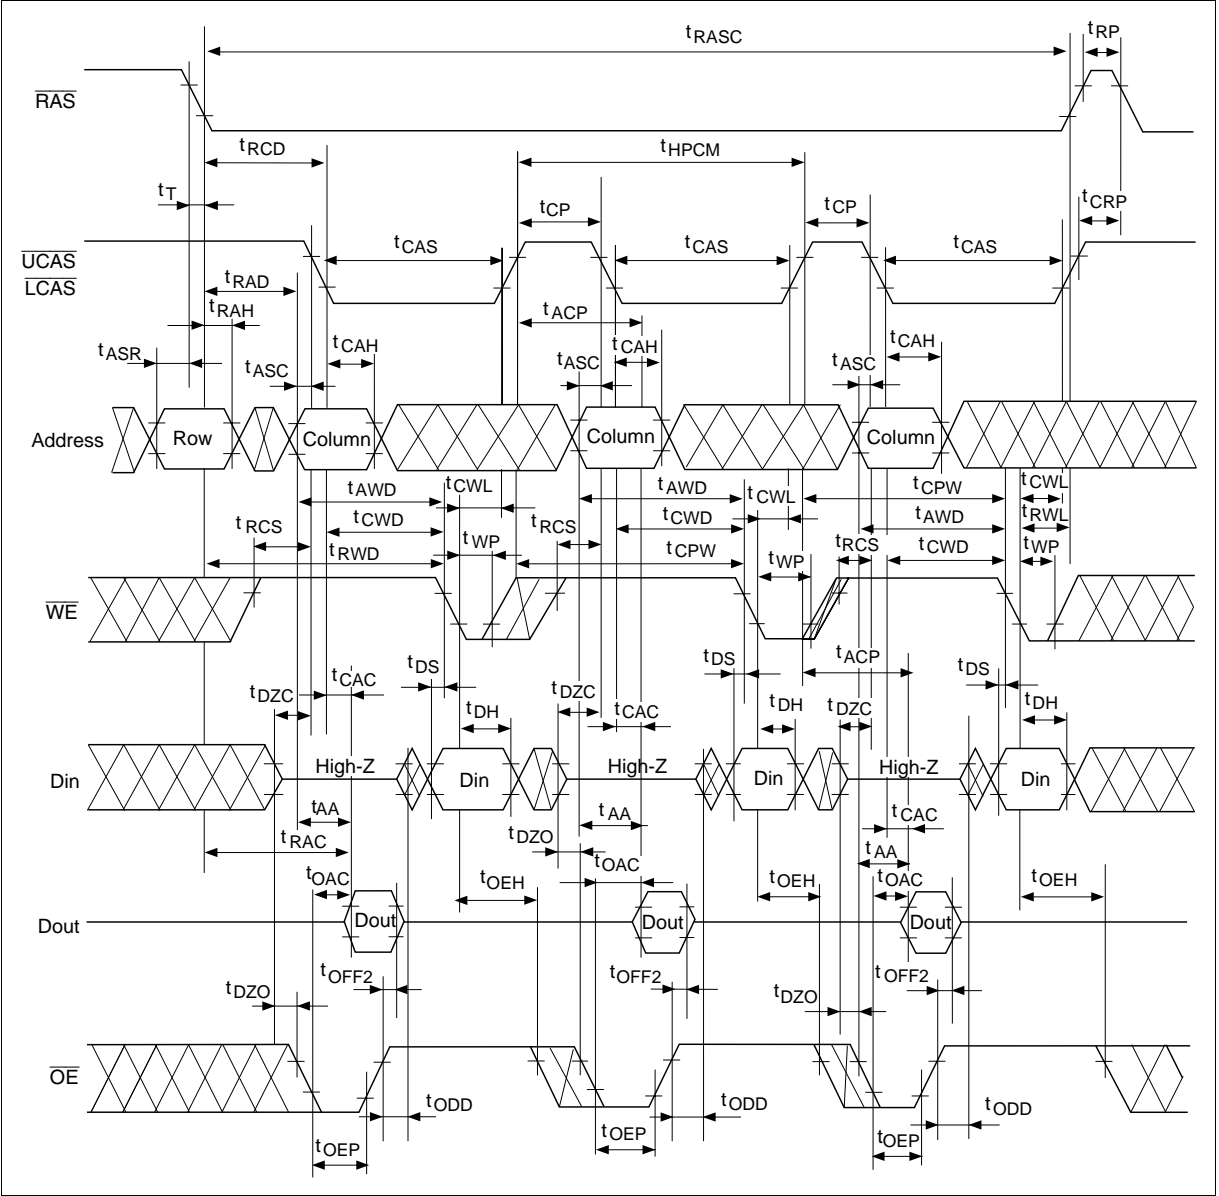 tRASC
tRP
RAS
tRCD
tHPCM
tT
tCP
tCP
tCRP
UCAS
LCAS
tCAS
tCAS
tCAS
tRAD
tRAH
tACP
tASR
tASC
tCAH
tASC
tCAH
tASC
tCAH
Address
Row
Column
Column
Column
tAWD
tCWL
tAWD
tCWL
tCPW
tCWL
tRCS
tCWD
tRCS
tCWD
tAWD
tRWL
tRWD
tWP
tCPW
tWP
tRCS
tCWD
tWP
WE
tDZC
tCAC
tDS
tDZC
tDS
tACP
tDS
tDH
tCAC
tDH
tDZC
tDH
Din
High-Z
Din
High-Z
Din
High-Z
Din
tAA
tDZO
tAA
tCAC
tRAC
tAA
tOAC
tOEH
tOAC
tOEH
tOAC
tOEH
Dout
Dout
Dout
Dout
tDZO
tOFF2
tOFF2
tDZO
tOFF2
OE
tODD
tODD
tODD
tOEP
tOEP
tOEP